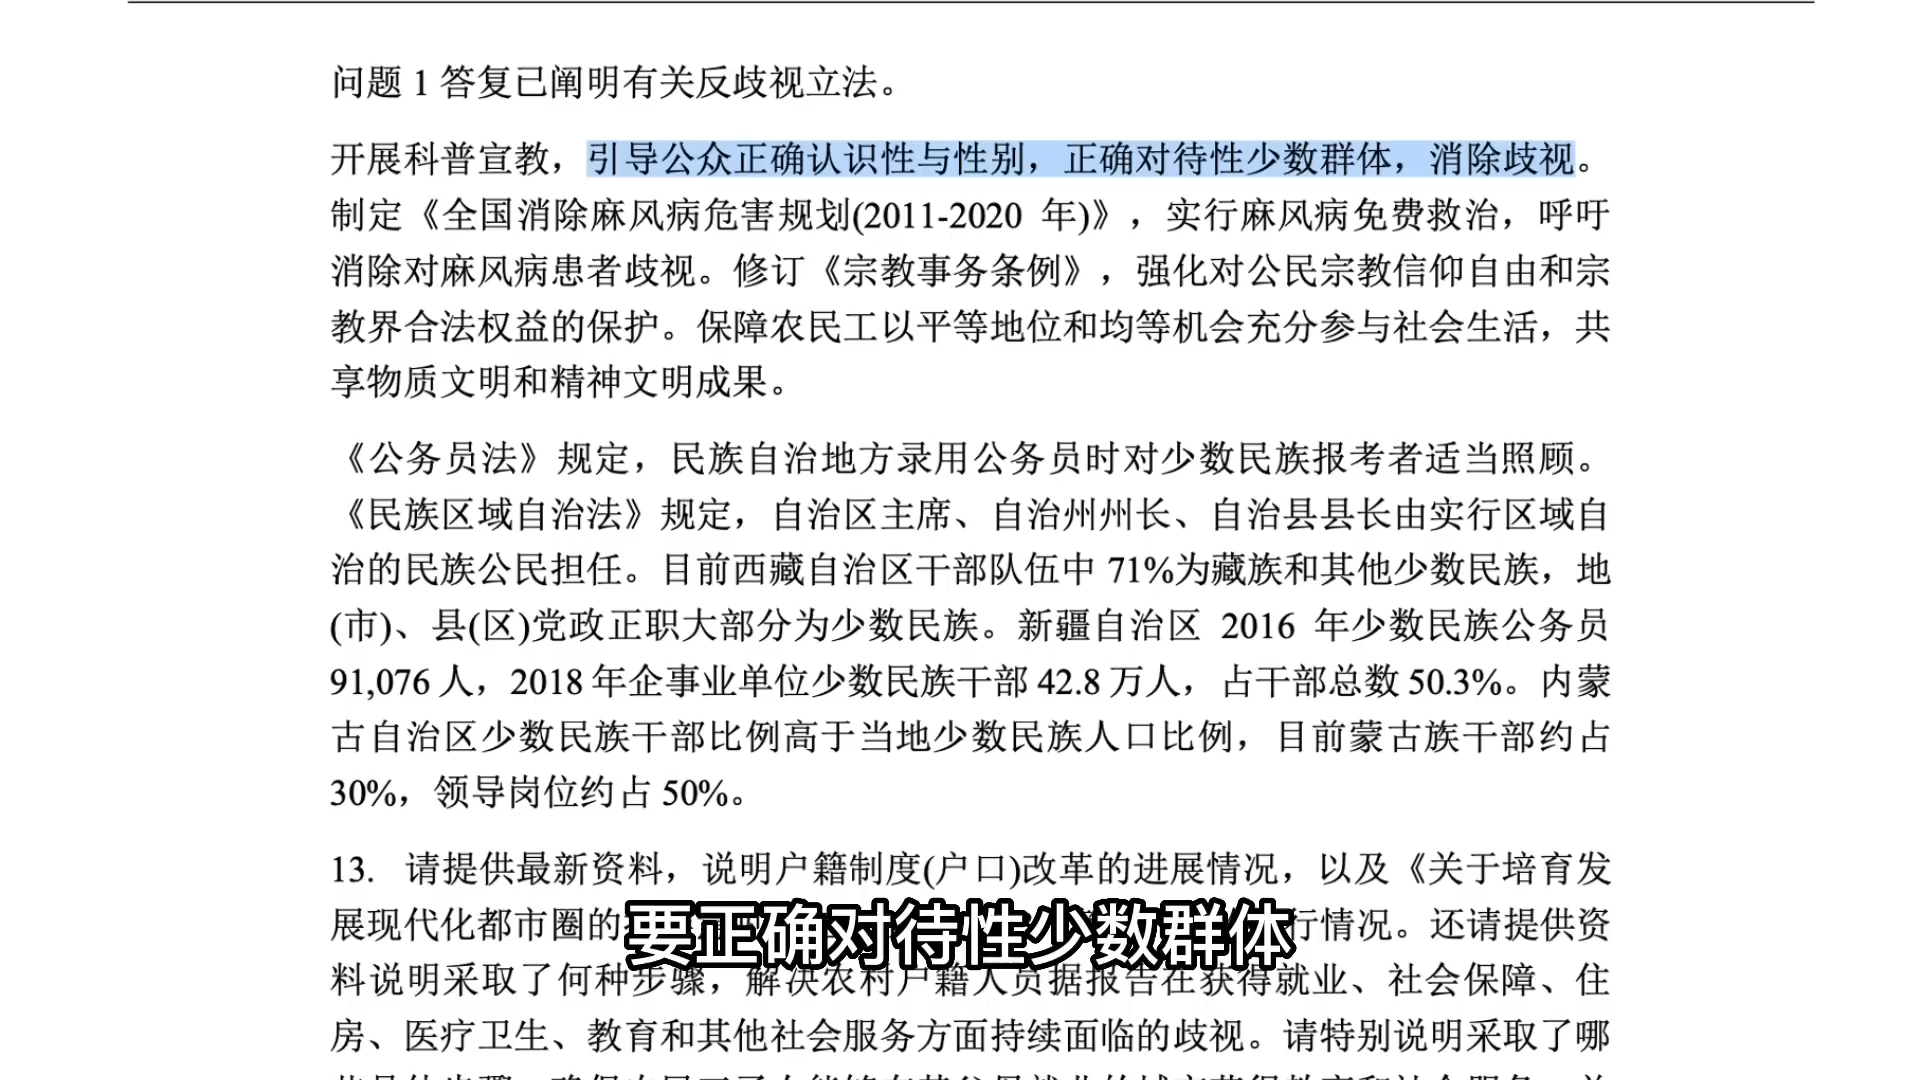 问题 1 答复已阐明有关反歧视立法。
开展科普宣教，引导公众正确认识性与性别，正确对待性少数群体，消除歧视。
制定《全国消除麻风病危害规划(2011-2020 年)》，实行麻风病免费救治，呼吁
消除对麻风病患者歧视。修订《宗教事务条例》，强化对公民宗教信仰自由和宗
教界合法权益的保护。保障农民工以平等地位和均等机会充分参与社会生活，共
享物质文明和精神文明成果。
《公务员法》规定，民族自治地方录用公务员时对少数民族报考者适当照顾。
《民族区域自治法》规定，自治区主席、自治州州长、自治县县长由实行区域自
治的民族公民担任。目前西藏自治区干部队伍中 71%为藏族和其他少数民族，地
(市)、县(区)党政正职大部分为少数民族。新疆自治区 2016 年少数民族公务员
91,076 人，2018 年企事业单位少数民族干部 42.8 万人，占干部总数 50.3%。内蒙
古自治区少数民族干部比例高于当地少数民族人口比例，目前蒙古族干部约占
30%，领导岗位约占 50%。
13. 请提供最新资料，说明户籍制度(户口)改革的进展情况，以及《关于培育发
展现代化都市圈的 行情况。还请提供资
要正确对待性少数群体
料说明采取了何种步骤，解决农村户籍人员据报告在获得就业、社会保障、住
房、医疗卫生、教育和其他社会服务方面持续面临的歧视。请特别说明采取了哪